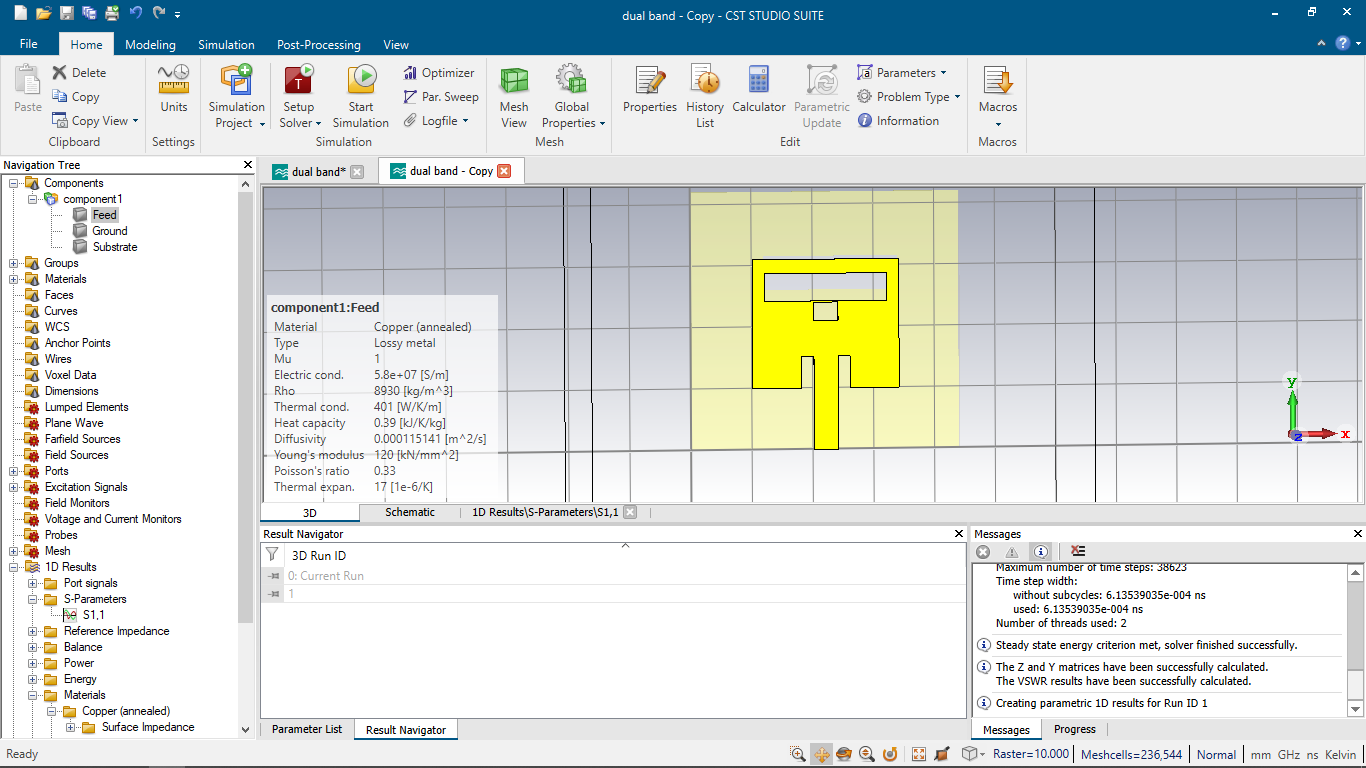 dual band - Copy - CST STUDIO SUITE
File Home Modeling Simulation Post-Processing View
Paste
Delete
Copy
Copy View
Clipboard
Units
Settings
Simulation
Project
Setup
Solver
Start
Simulation
Optimizer
Par. Sweep
Logfile
Simulation
Mesh
View
Global
Properties
Mesh
Properties
History
List
Calculator
Parametric
Update
Parameters
Problem Type
Information
Edit
Macros
Macros
Navigation Tree
Components
component1
Feed
Ground
Substrate
Groups
Materials
Faces
Curves
WCS
Anchor Points
Wires
Voxel Data
Dimensions
Lumped Elements
Plane Wave
Farfield Sources
Field Sources
Ports
Excitation Signals
Field Monitors
Voltage and Current Monitors
Probes
Mesh
1D Results
Port signals
S-Parameters
S1,1
Reference Impedance
Balance
Power
Energy
Materials
Copper (annealed)
Surface Impedance
dual band*
dual band - Copy
component1:Feed
Material Copper (annealed)
Type Lossy metal
Mu 1
Electric cond. 5.8e+07 [S/m]
Rho 8930 [kg/m^3]
Thermal cond. 401 [W/K/m]
Heat capacity 0.39 [kJ/K/kg]
Diffusivity 0.000115141 [m^2/s]
Young's modulus 120 [kN/mm^2]
Poisson's ratio 0.33
Thermal expan. 17 [1e-6/K]
y
z
x
3D Schematic 1D Results\S-Parameters\S1,1
Result Navigator
3D Run ID
0: Current Run
1
Parameter List Result Navigator
Messages
Maximum number of time steps: 38623
Time step width:
without subcycles: 6.13539035e-004 ns
used: 6.13539035e-004 ns
Number of threads used: 2
Steady state energy criterion met, solver finished successfully.
The Z and Y matrices have been successfully calculated.
The VSWR results have been successfully calculated.
Creating parametric 1D results for Run ID 1
Messages Progress
Ready
Raster=10.000 Meshcells=236,544 Normal mm GHz ns Kelvin